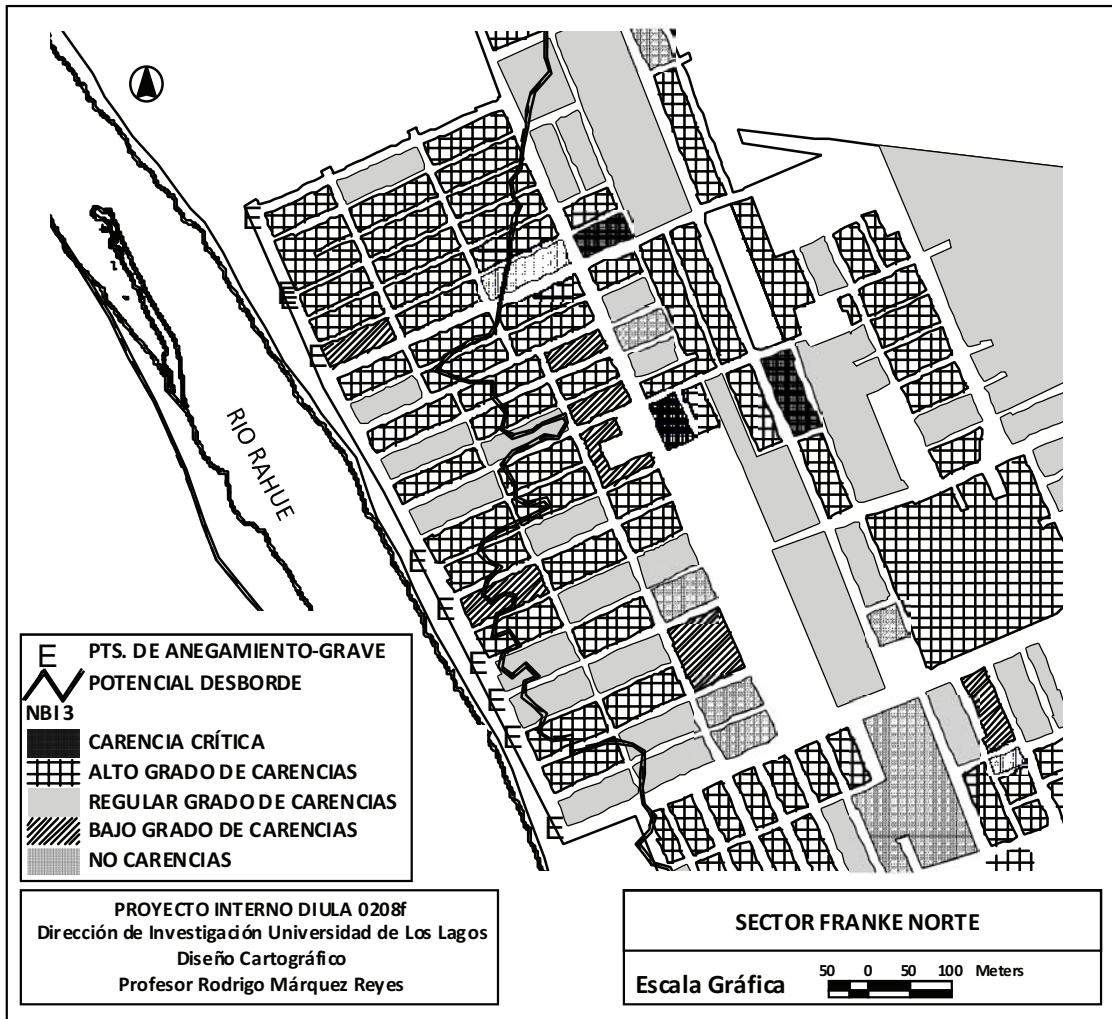 E
E
E
RIO RAHUE
E
E
E
E
E
E
E PTS. DE ANEGAMIENTO-GRAVE
POTENCIAL DESBORDE
NBI 3
CARENCIA CRÍTICA
ALTO GRADO DE CARENCIAS
REGULAR GRADO DE CARENCIAS
BAJO GRADO DE CARENCIAS
NO CARENCIAS
PROYECTO INTERNO DIULA 0208f
Dirección de Investigación Universidad de Los Lagos
Diseño Cartográfico
Profesor Rodrigo Márquez Reyes
SECTOR FRANKE NORTE
Escala Gráfica 50 0 50 100 Meters